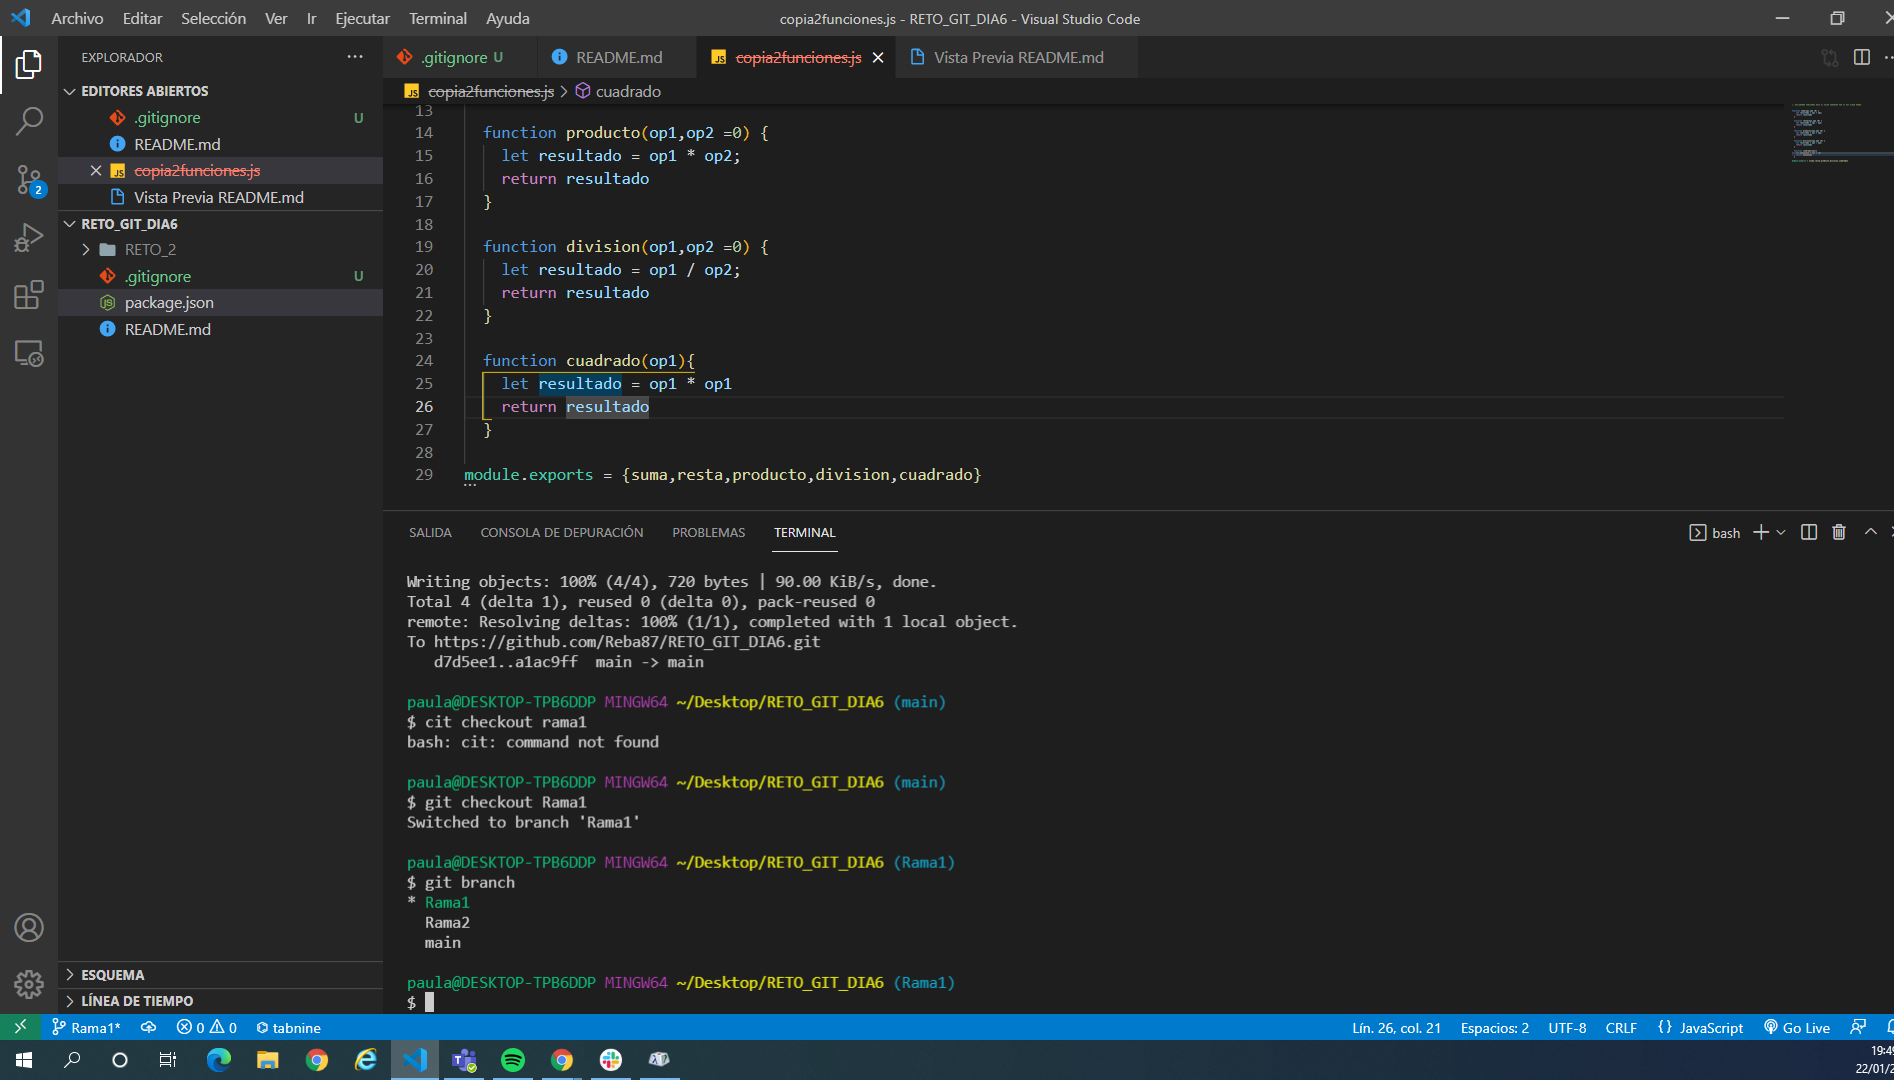 Archivo Editar Selección Ver Ir Ejecutar Terminal Ayuda
copia2funciones.js - RETO_GIT_DIA6 - Visual Studio Code
EXPLORADOR
EDITORES ABIERTOS
.gitignore U
README.md
copia2funciones.js
Vista Previa README.md
RETO_GIT_DIA6
RETO_2
.gitignore U
package.json
README.md
ESQUEMA
LÍNEA DE TIEMPO
2
.gitignore U
README.md
copia2funciones.js
Vista Previa README.md
copia2funciones.js > cuadrado
13
14 function producto(op1,op2 =0) {
15 let resultado = op1 * op2;
16 return resultado
17 }
18
19 function division(op1,op2 =0) {
20 let resultado = op1 / op2;
21 return resultado
22 }
23
24 function cuadrado(op1){
25 let resultado = op1 * op1
26 return resultado
27 }
28
29 module.exports = {suma,resta,producto,division,cuadrado}
SALIDA CONSOLA DE DEPURACIÓN PROBLEMAS TERMINAL
bash
Writing objects: 100% (4/4), 720 bytes | 90.00 KiB/s, done.
Total 4 (delta 1), reused 0 (delta 0), pack-reused 0
remote: Resolving deltas: 100% (1/1), completed with 1 local object.
To https://github.com/Reba87/RETO_GIT_DIA6.git
d7d5ee1..a1ac9ff main -> main
paula@DESKTOP-TPB6DDP MINGW64 ~/Desktop/RETO_GIT_DIA6 (main)
$ cit checkout rama1
bash: cit: command not found
paula@DESKTOP-TPB6DDP MINGW64 ~/Desktop/RETO_GIT_DIA6 (main)
$ git checkout Rama1
Switched to branch 'Rama1'
paula@DESKTOP-TPB6DDP MINGW64 ~/Desktop/RETO_GIT_DIA6 (Rama1)
$ git branch
* Rama1
Rama2
main
paula@DESKTOP-TPB6DDP MINGW64 ~/Desktop/RETO_GIT_DIA6 (Rama1)
$
Rama1* 0 0 tabnine
Lín. 26, col. 21 Espacios: 2 UTF-8 CRLF {} JavaScript Go Live
19:49
22/01/2